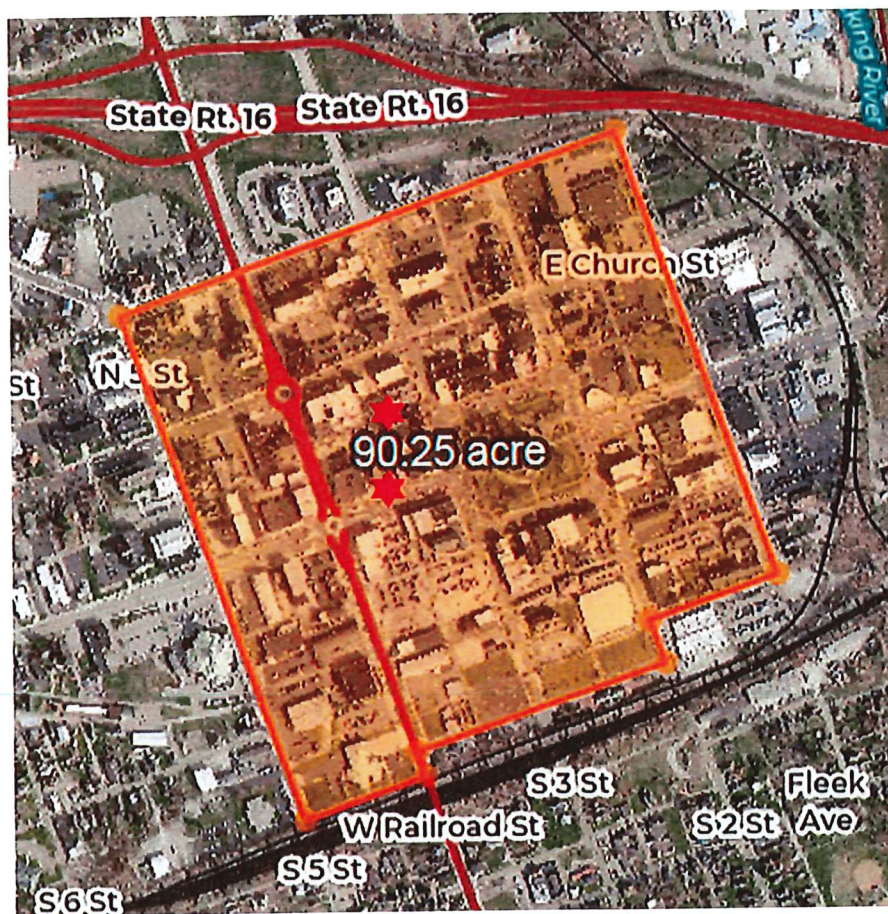 State Rt. 16
State Rt. 16
E Church St
N 5 St
St
90.25 acre
S 3 St
Fleek
Ave
W Railroad St
S 2 St
S 5 St
S 6 St